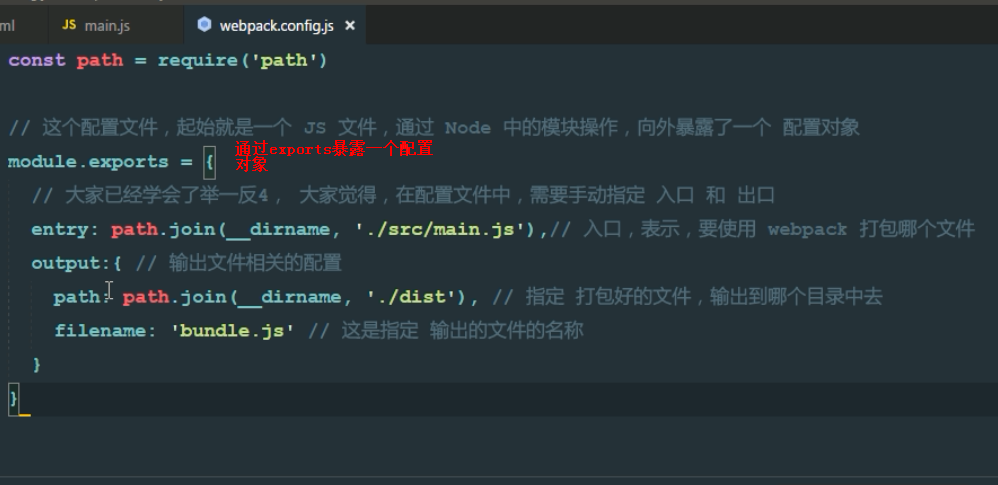 ml JS main.js webpack.config.js ×
const path = require('path')
// 这个配置文件，起始就是一个 JS 文件，通过 Node 中的模块操作，向外暴露了一个 配置对象
module.exports = {
通过exports暴露一个配置
对象
// 大家已经学会了举一反4， 大家觉得，在配置文件中，需要手动指定 入口 和 出口
entry: path.join(__dirname, './src/main.js'),// 入口，表示，要使用 webpack 打包哪个文件
output:{ // 输出文件相关的配置
path: path.join(__dirname, './dist'), // 指定 打包好的文件，输出到哪个目录中去
filename: 'bundle.js' // 这是指定 输出的文件的名称
}
}